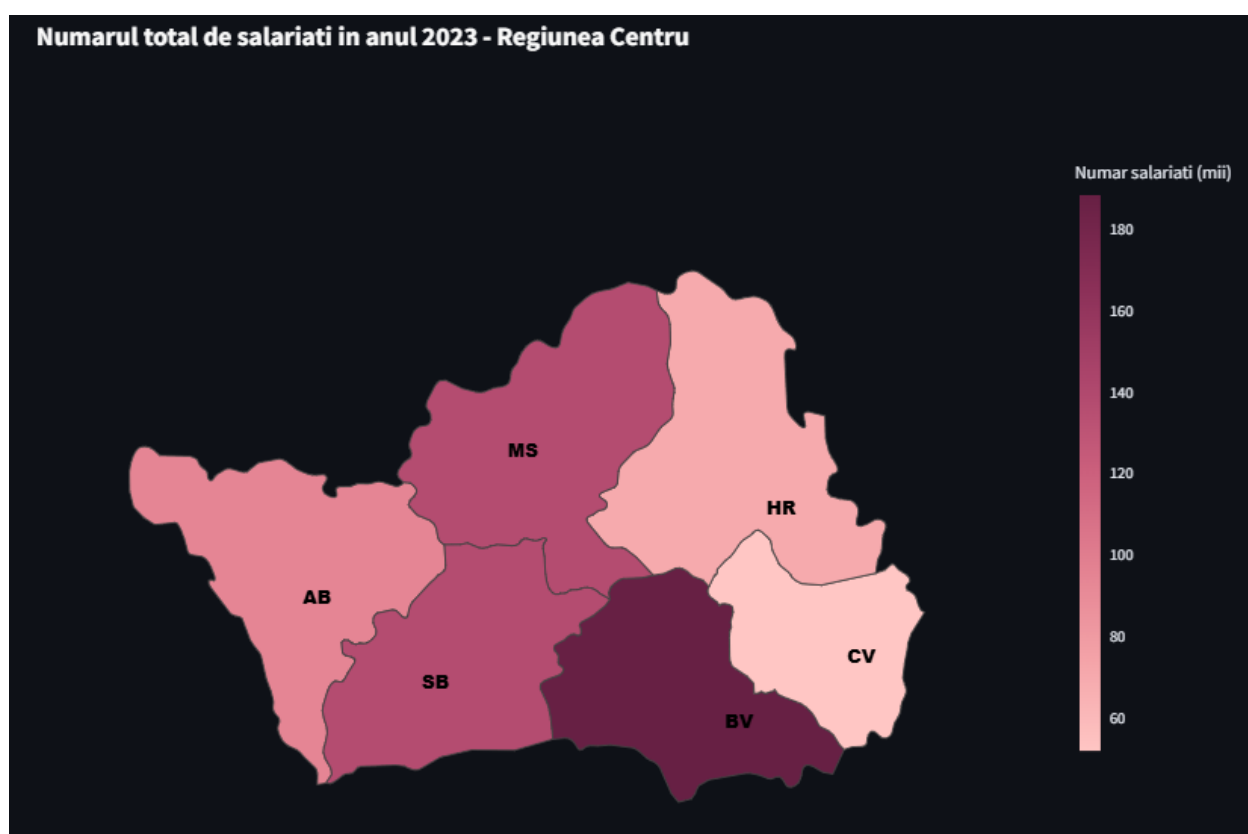 Numarul total de salariati in anul 2023 - Regiunea Centru
Numar salariati (mii)
180
160
140
120
100
80
60
MS
HR
AB
CV
SB
BV